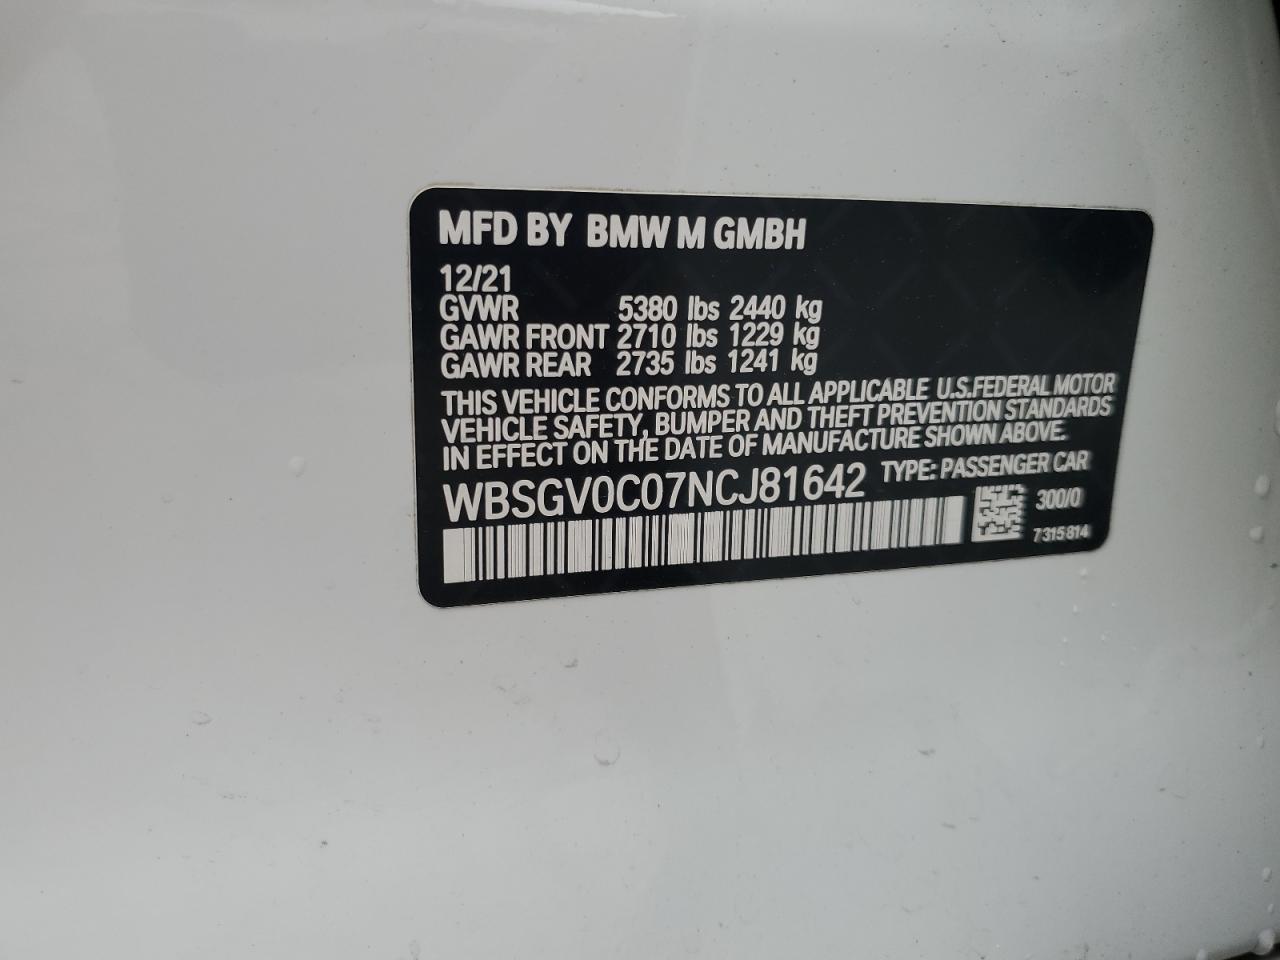 MFD BY BMW M GMBH
12/21
GVWR 5380 lbs 2440 kg
GAWR FRONT 2710 lbs 1229 kg
GAWR REAR 2735 lbs 1241 kg
THIS VEHICLE CONFORMS TO ALL APPLICABLE U.S.FEDERAL MOTOR
VEHICLE SAFETY, BUMPER AND THEFT PREVENTION STANDARDS
IN EFFECT ON THE DATE OF MANUFACTURE SHOWN ABOVE.
WBSGV0C07NCJ81642 TYPE: PASSENGER CAR
300/0
7315814